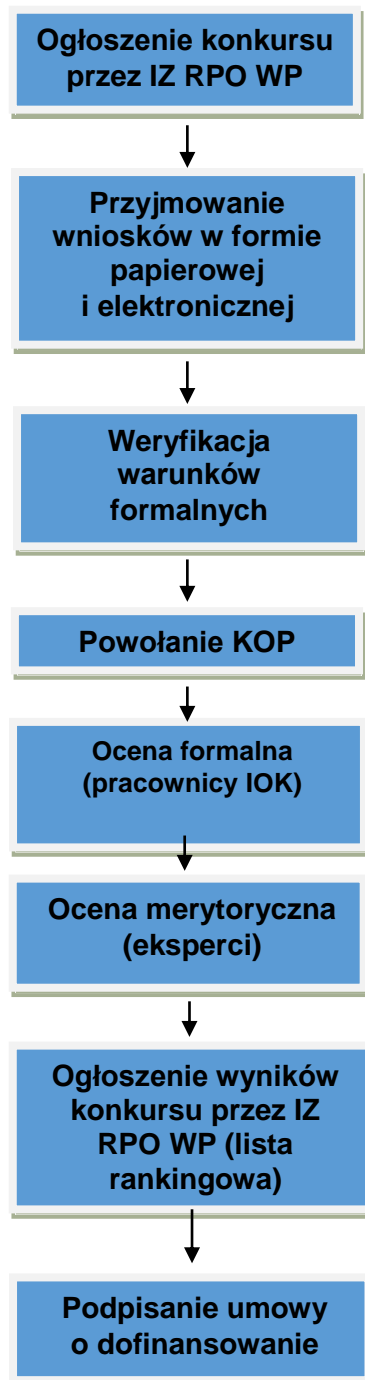 Ogłoszenie konkursu
przez IZ RPO WP
Przyjmowanie
wniosków w formie
papierowej
i elektronicznej
Weryfikacja
warunków
formalnych
Powołanie KOP
Ocena formalna
(pracownicy IOK)
Ocena merytoryczna
(eksperci)
Ogłoszenie wyników
konkursu przez IZ
RPO WP (lista
rankingowa)
Podpisanie umowy
o dofinansowanie